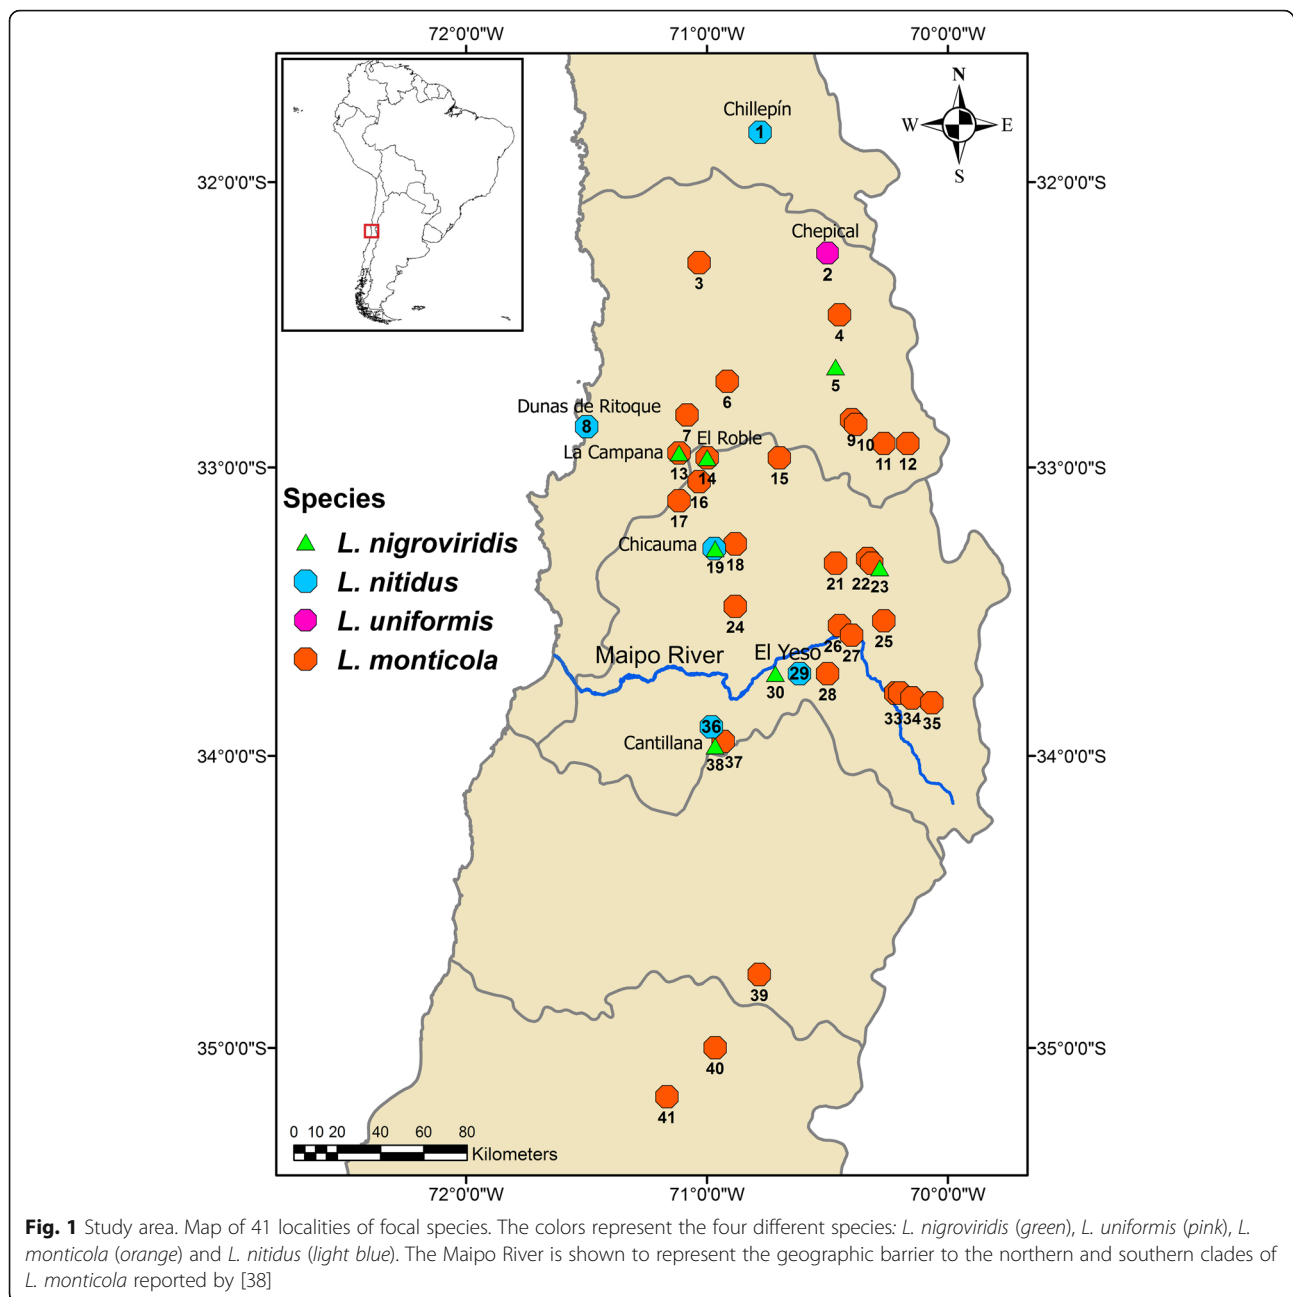 72°0'0"W 71°0'0"W 70°0'0"W
N
W E
S
Chillepín
1
32°0'0"S 32°0'0"S
Chepical
2
3
4
5
6
Dunas de Ritoque
8
7
9 10 11 12
El Roble
La Campana
33°0'0"S 33°0'0"S
13 14 15
16
17
Species
L. nigroviridis
L. nitidus
L. uniformis
L. monticola
Chicauma
19 18
21 22 23
24
25
26
27
Maipo River El Yeso
29
30 28
33 34 35
36
Cantillana
38 37
34°0'0"S 34°0'0"S
39
35°0'0"S 35°0'0"S
40
41
0 10 20 40 60 80
Kilometers
72°0'0"W 71°0'0"W 70°0'0"W
Fig. 1 Study area. Map of 41 localities of focal species. The colors represent the four different species: L. nigroviridis (green), L. uniformis (pink), L.
monticola (orange) and L. nitidus (light blue). The Maipo River is shown to represent the geographic barrier to the northern and southern clades of
L. monticola reported by [38]